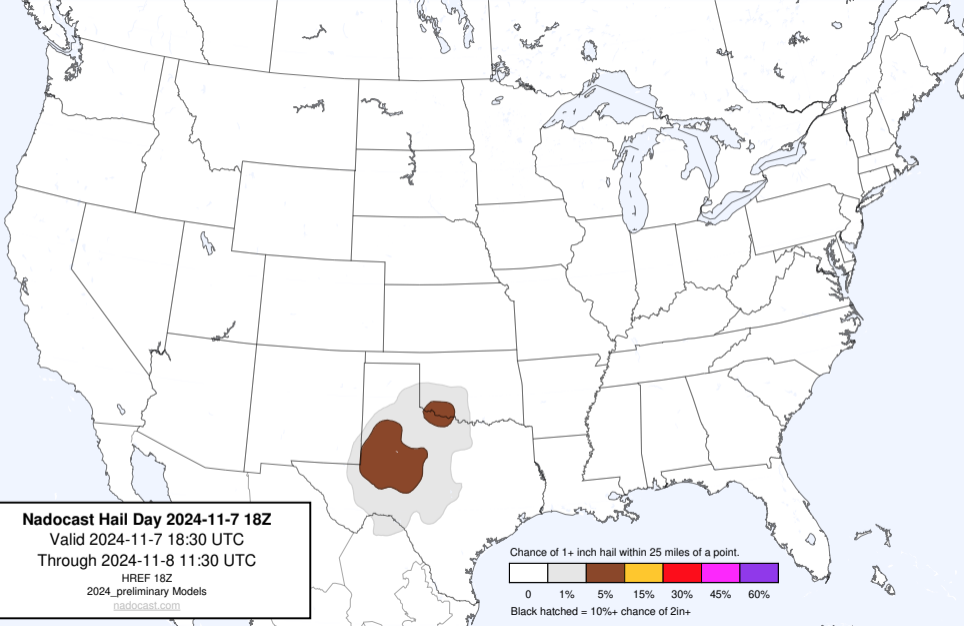 Nadocast Hail Day 2024-11-7 18Z
Valid 2024-11-7 18:30 UTC
Through 2024-11-8 11:30 UTC
HREF 18Z
2024_preliminary Models
nadocast.com
Chance of 1+ inch hail within 25 miles of a point.
0 1% 5% 15% 30% 45% 60%
Black hatched = 10%+ chance of 2in+